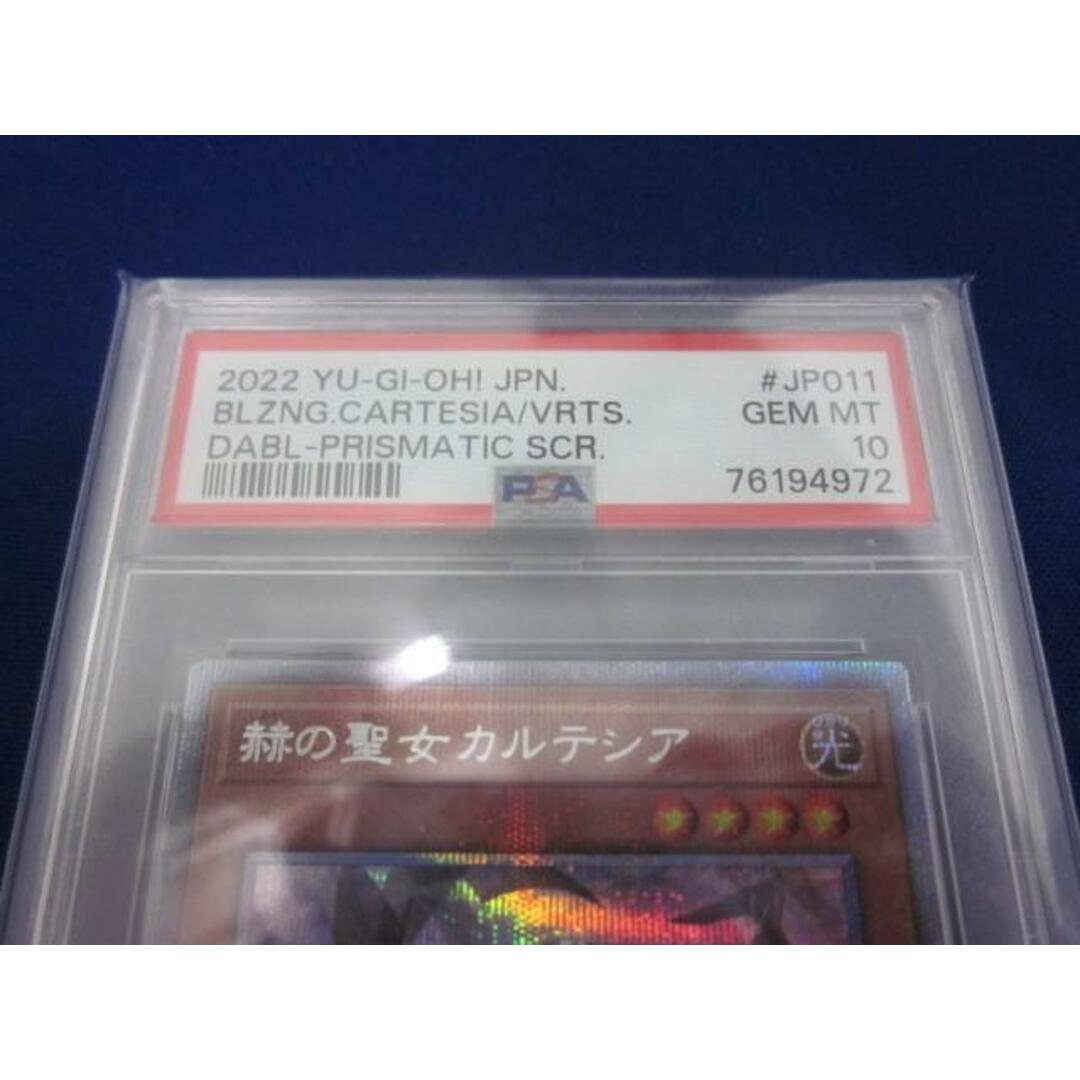 2022 YU-GI-OH! JPN. #JP011
BLZNG.CARTESIA/VRTS. GEM MT
DABL-PRISMATIC SCR. 10
PSA 76194972
赫の聖女カルテシア 光